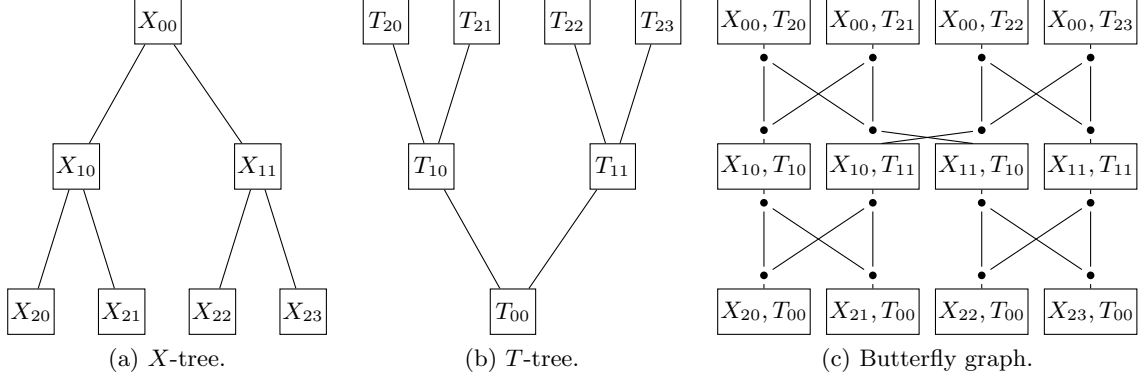 X₀₀ T₂₀ T₂₁ T₂₂ T₂₃ X₀₀, T₂₀ X₀₀, T₂₁ X₀₀, T₂₂ X₀₀, T₂₃
X₁₀ X₁₁ T₁₀ T₁₁ X₁₀, T₁₀ X₁₀, T₁₁ X₁₁, T₁₀ X₁₁, T₁₁
X₂₀ X₂₁ X₂₂ X₂₃ T₀₀ X₂₀, T₀₀ X₂₁, T₀₀ X₂₂, T₀₀ X₂₃, T₀₀
(a) X-tree. (b) T-tree. (c) Butterfly graph.